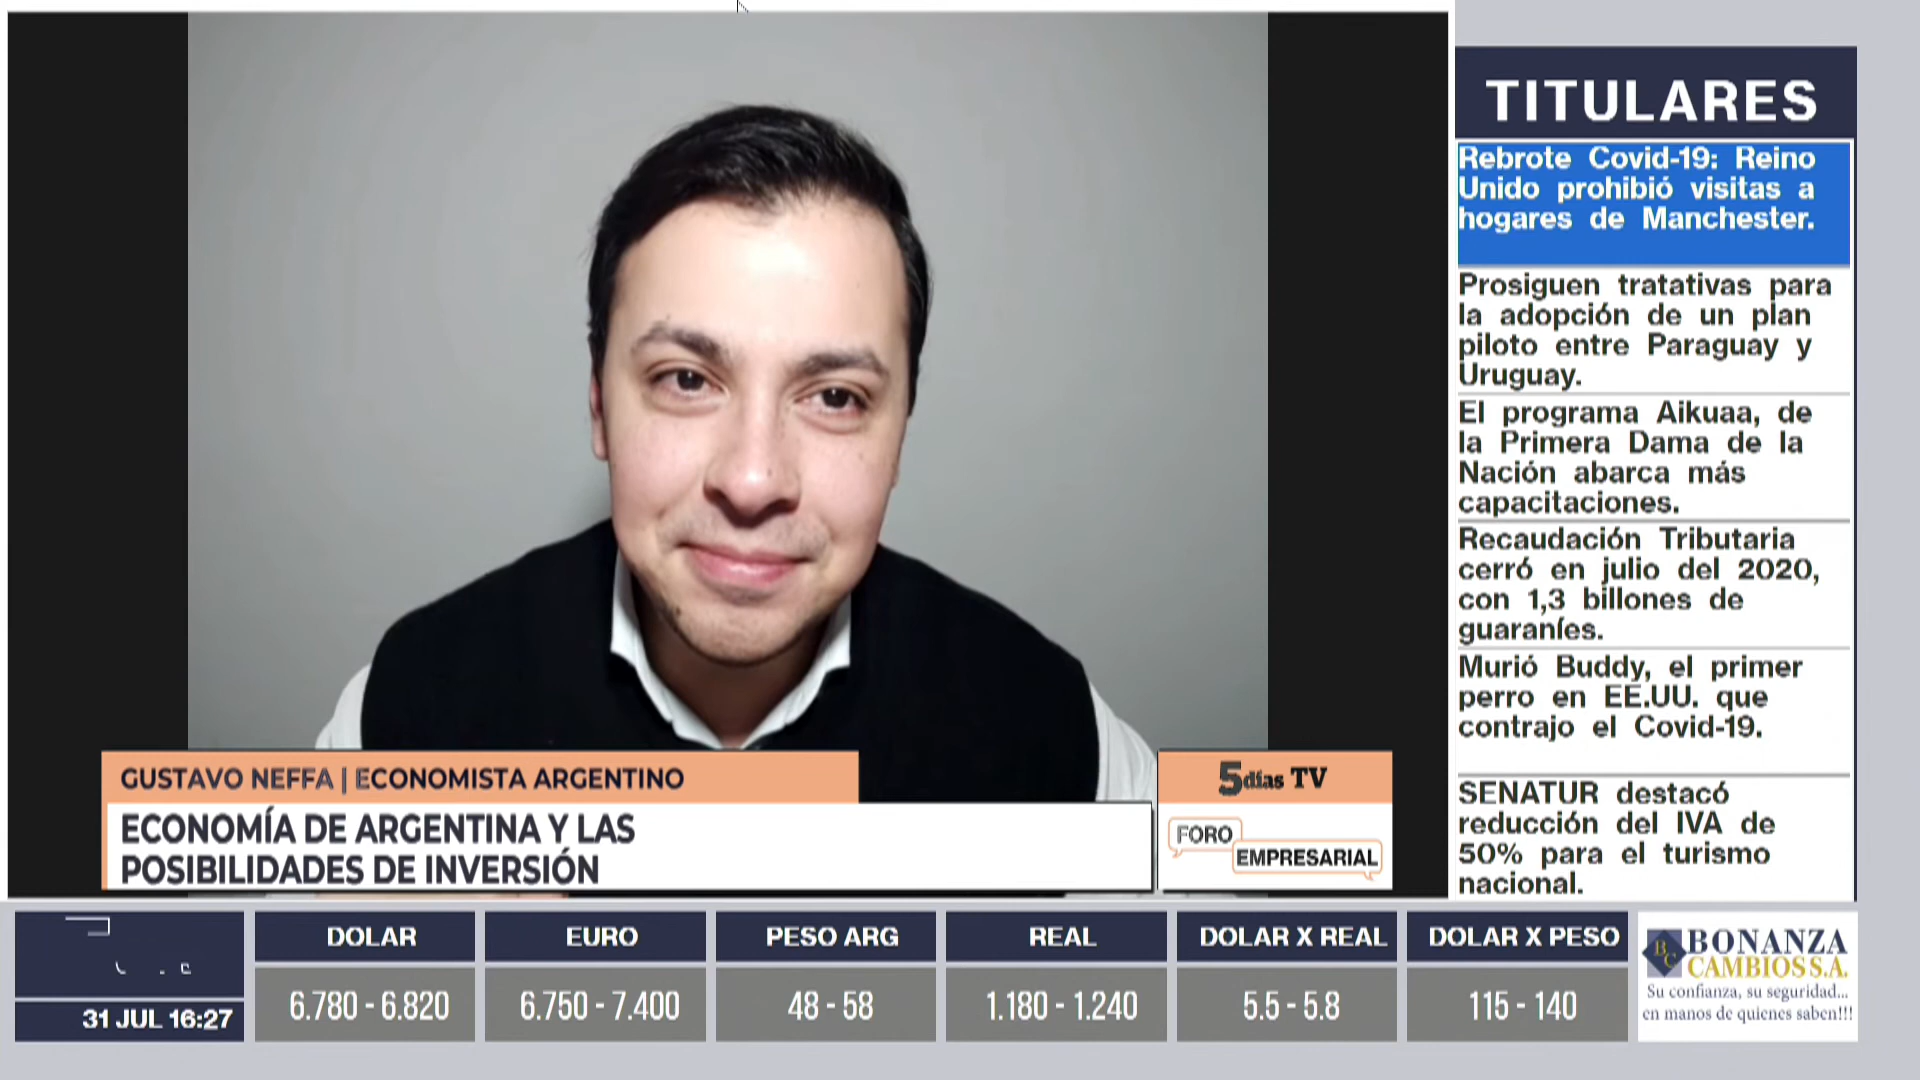 TITULARES
Rebrote Covid-19: Reino
Unido prohibió visitas a
hogares de Manchester.
Prosiguen tratativas para
la adopción de un plan
piloto entre Paraguay y
Uruguay.
El programa Aikuaa, de
la Primera Dama de la
Nación abarca más
capacitaciones.
Recaudación Tributaria
cerró en julio del 2020,
con 1,3 billones de
guaraníes.
Murió Buddy, el primer
perro en EE.UU. que
contrajo el Covid-19.
SENATUR destacó
reducción del IVA de
50% para el turismo
nacional.
GUSTAVO NEFFA | ECONOMISTA ARGENTINO
ECONOMÍA DE ARGENTINA Y LAS
POSIBILIDADES DE INVERSIÓN
5días TV
FORO
EMPRESARIAL
31 JUL 16:27
DOLAR
6.780 - 6.820
EURO
6.750 - 7.400
PESO ARG
48 - 58
REAL
1.180 - 1.240
DOLAR X REAL
5.5 - 5.8
DOLAR X PESO
115 - 140
BC
BONANZA
CAMBIOS S.A.
Su confianza, su seguridad...
en manos de quienes saben!!!